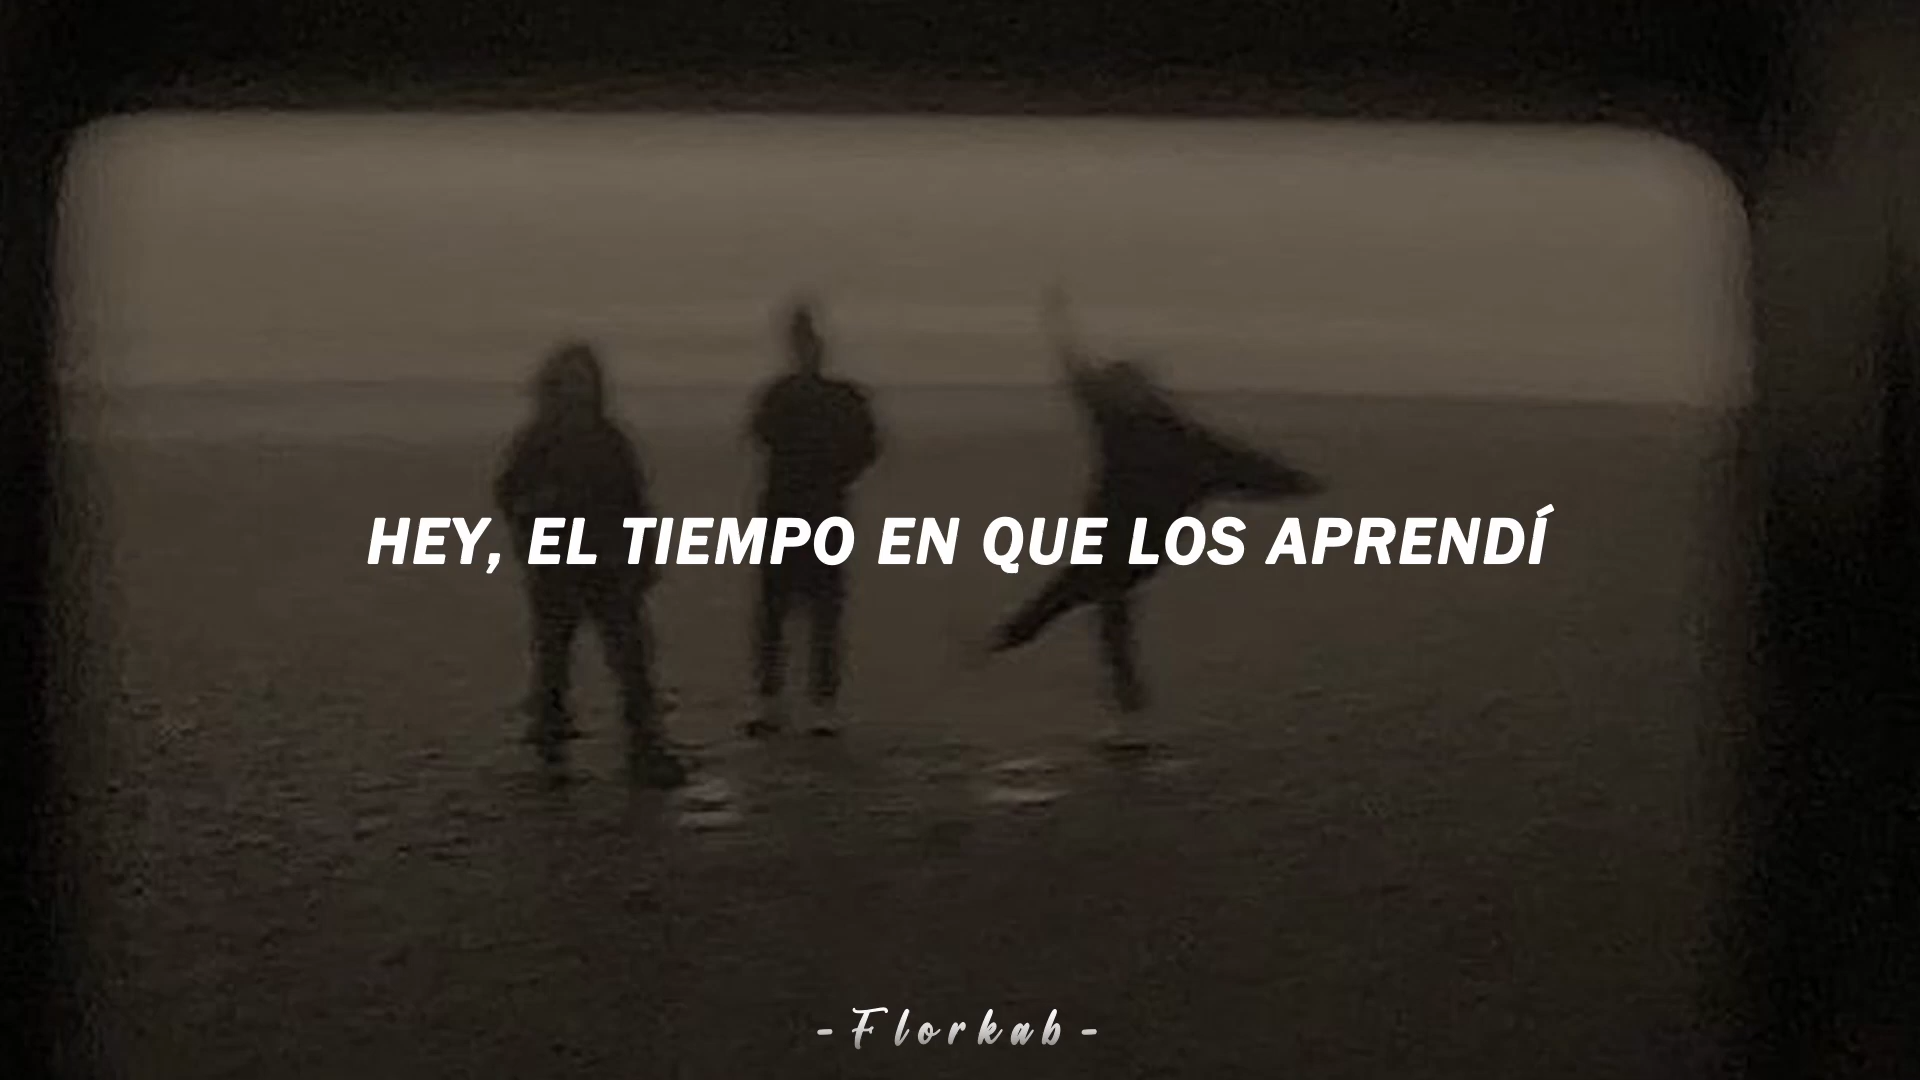 HEY, EL TIEMPO EN QUE LOS APRENDÍ
- Florkab -